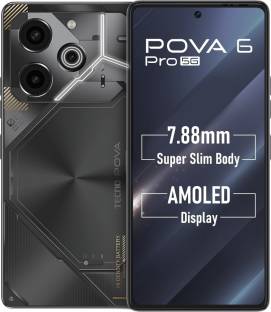 POVA 6
Pro 5G
7.88mm
Super Slim Body
AMOLED
Display
TECNO POVA